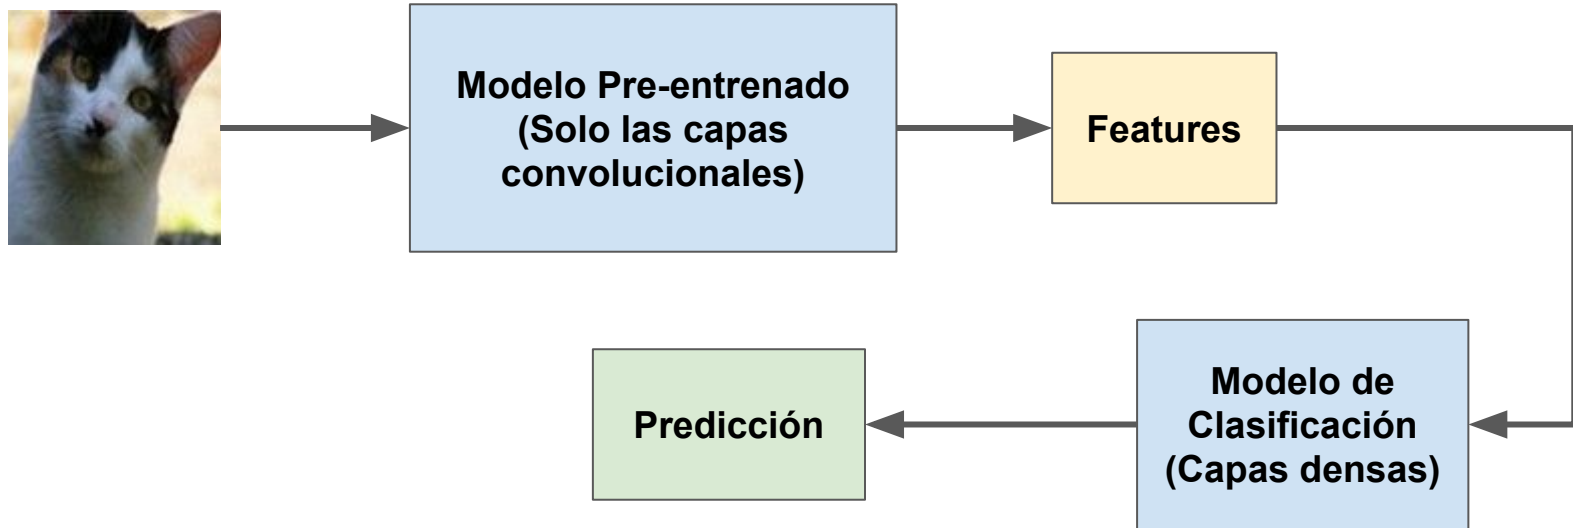 Modelo Pre-entrenado
(Solo las capas
convolucionales)
Features
Modelo de
Clasificación
(Capas densas)
Predicción